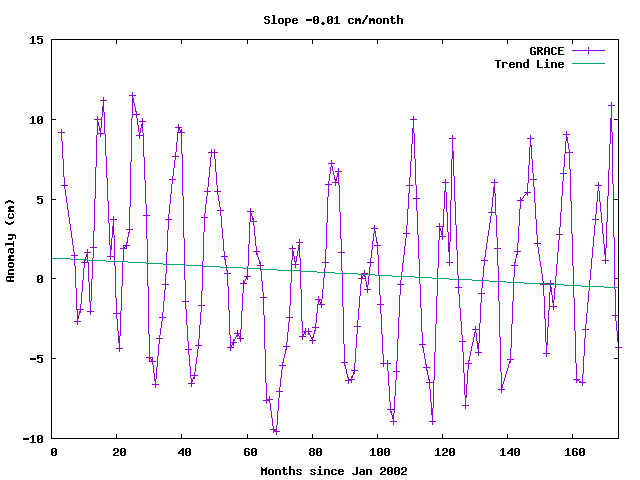 Slope -0.01 cm/month
GRACE
Trend Line
15
10
5
0
-5
-10
Anomaly (cm)
0 20 40 60 80 100 120 140 160
Months since Jan 2002